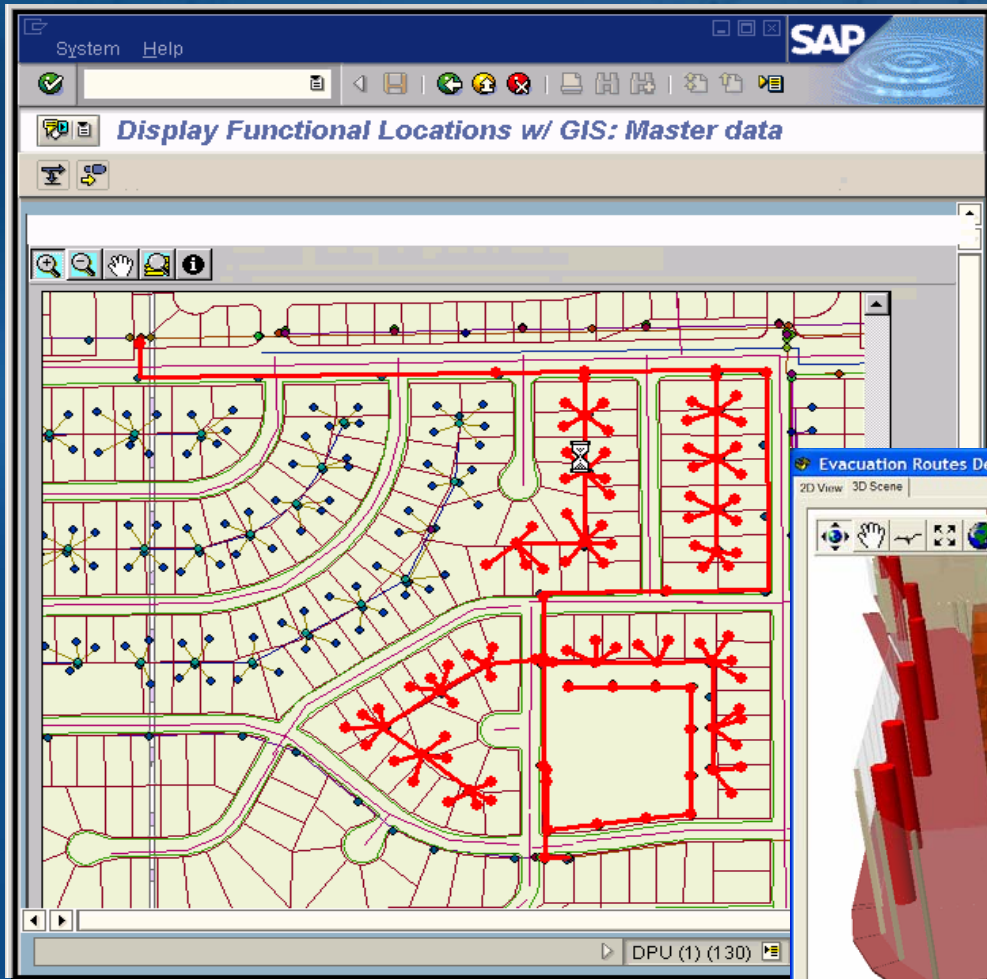 System Help
SAP
Display Functional Locations w/ GIS: Master data
Evacuation Routes De
2D View 3D Scene
DPU (1) (130)